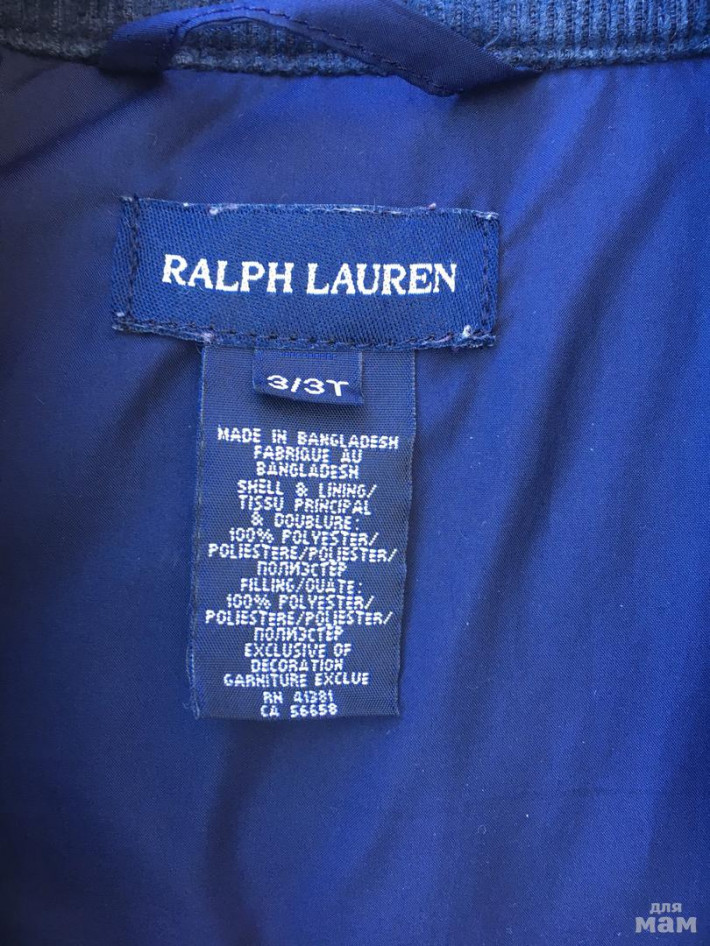 RALPH LAUREN
3/3T
MADE IN BANGLADESH
FABRIQUE AU
BANGLADESH
SHELL & LINING/
TISSU PRINCIPAL
& DOUBLURE:
100% POLYESTER/
POLIESTERE/POLIESTER/
ПОЛИЭСТЕР
FILLING/OUATE:
100% POLYESTER/
POLIESTERE/POLIESTER/
ПОЛИЭСТЕР
EXCLUSIVE OF
DECORATION
GARNITURE EXCLUE
RN 41381
CA 56658
для
мам